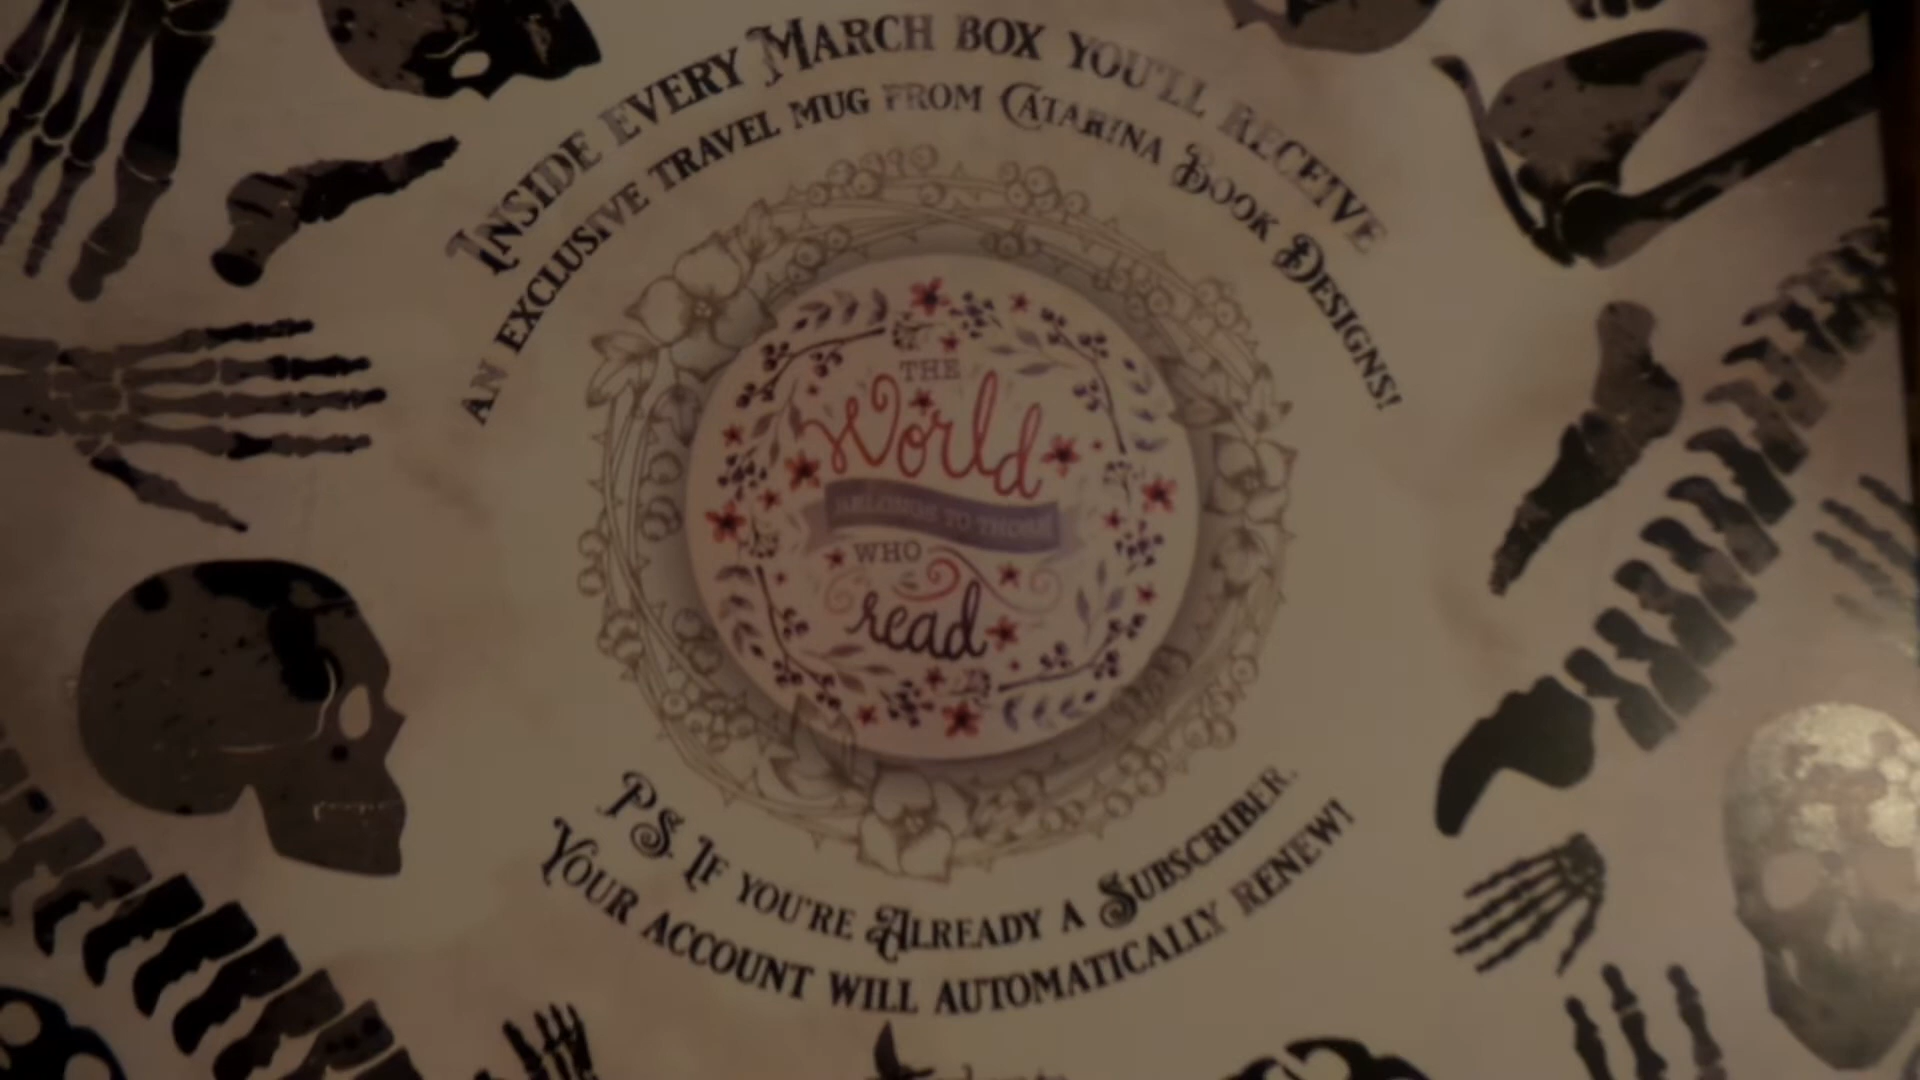 Inside every March box you'll receive
an exclusive travel mug from Catarina Book Designs!
THE
World
BELONGS TO THOSE
WHO
read
PS. If you're Already a Subscriber,
Your account will automatically renew!